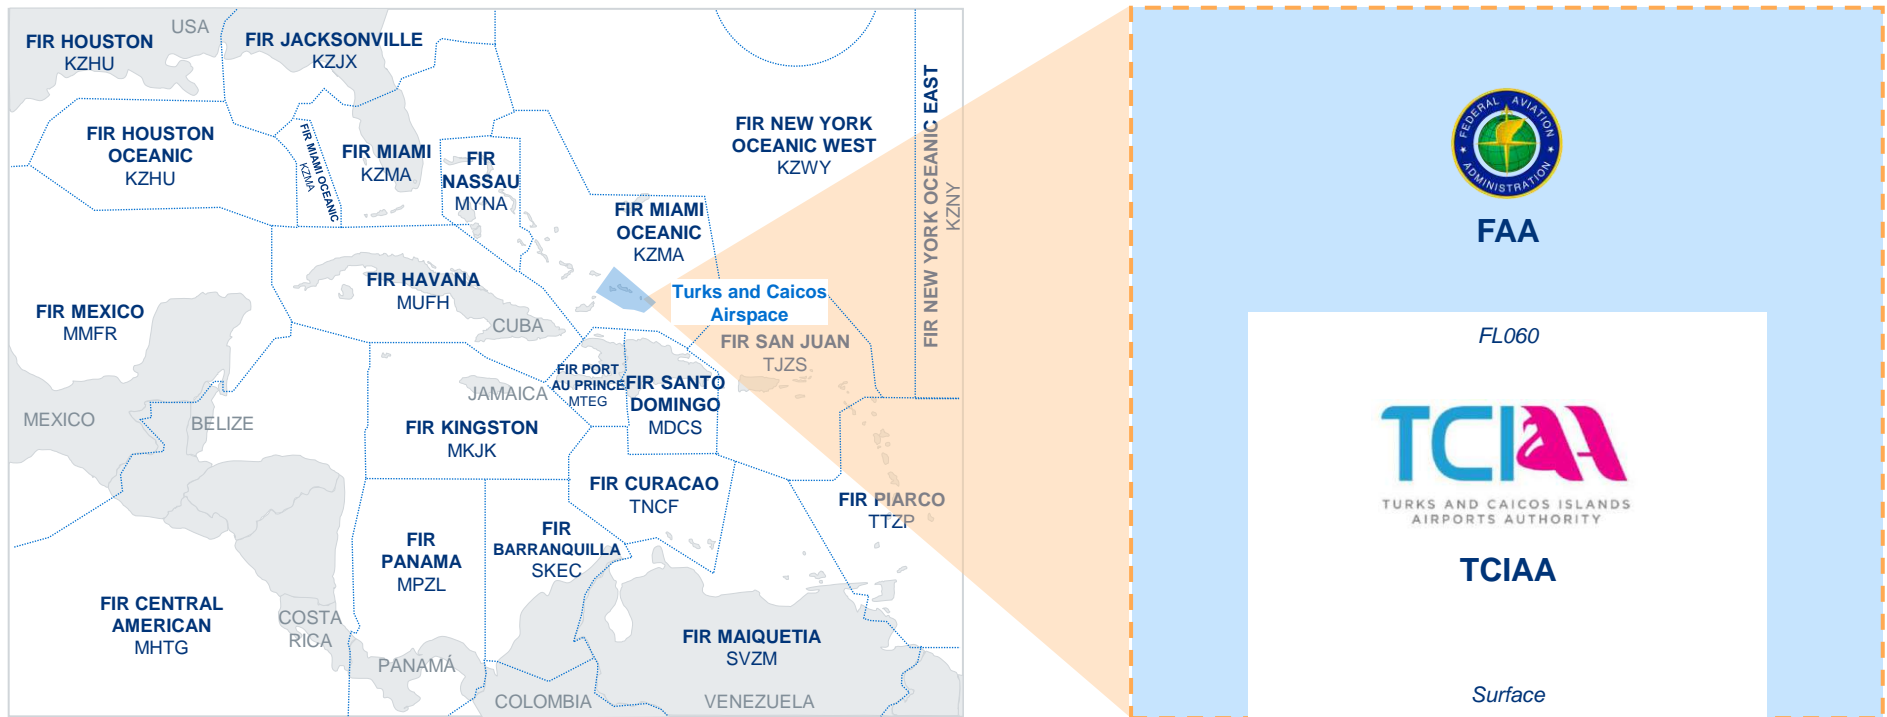 USA
FIR HOUSTON
KZHU
FIR JACKSONVILLE
KZJX
FIR HOUSTON
OCEANIC
KZHU
FIR MIAMI OCEANIC
KZMA
FIR MIAMI
KZMA
FIR
NASSAU
MYNA
FIR NEW YORK
OCEANIC WEST
KZWY
FIR NEW YORK OCEANIC EAST
KZNY
FIR MIAMI
OCEANIC
KZMA
FIR HAVANA
MUFH
CUBA
Turks and Caicos
Airspace
FIR MEXICO
MMFR
FIR SAN JUAN
TJZS
FIR PORT
AU PRINCE
MTEG
FIR SANTO
DOMINGO
MDCS
JAMAICA
MEXICO
BELIZE
FIR KINGSTON
MKJK
FIR CURACAO
TNCF
FIR PIARCO
TTZP
FIR
PANAMA
MPZL
FIR
BARRANQUILLA
SKEC
FIR CENTRAL
AMERICAN
MHTG
COSTA
RICA
PANAMÁ
FIR MAIQUETIA
SVZM
COLOMBIA
VENEZUELA
FEDERAL AVIATION
ADMINISTRATION
FAA
FL060
TCIAA
TURKS AND CAICOS ISLANDS
AIRPORTS AUTHORITY
TCIAA
Surface